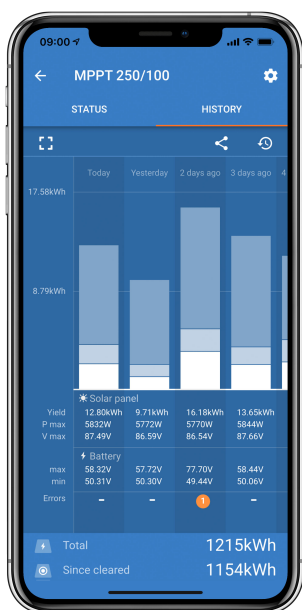 09:00
MPPT 250/100
STATUS HISTORY
Today Yesterday 2 days ago 3 days ago 4
17.58kWh
8.79kWh
Solar panel
Yield 12.80kWh 9.71kWh 16.18kWh 13.65kWh
P max 5832W 5772W 5770W 5844W
V max 87.49V 86.59V 86.54V 87.66V
Battery
max 58.32V 57.72V 77.70V 58.44V
min 50.31V 50.30V 49.44V 50.06V
Errors – – 1 –
Total 1215kWh
Since cleared 1154kWh